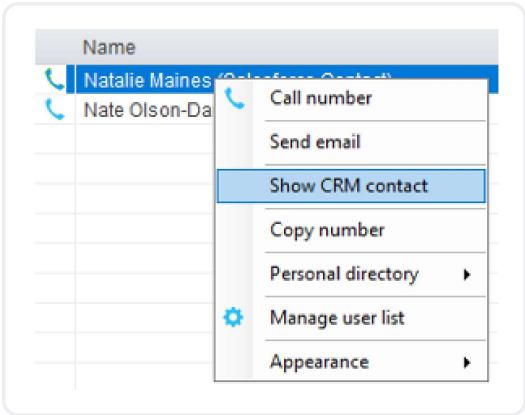 Name
Natalie Maines (Salesforce Contact)
Nate Olson-Da
Call number
Send email
Show CRM contact
Copy number
Personal directory
Manage user list
Appearance